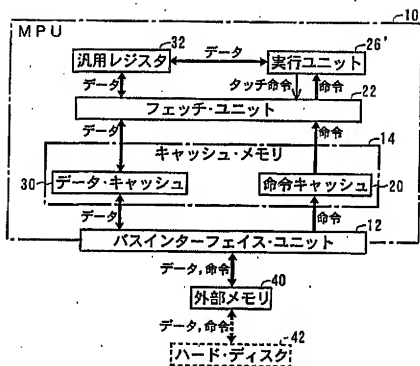 10
MPU
32
26'
汎用レジスタ
データ
実行ユニット
データ
タッチ命令
命令
22
フェッチ・ユニット
データ
命令
14
キャッシュ・メモリ
30
データ・キャッシュ
命令キャッシュ
20
データ
命令
12
バスインターフェイス・ユニット
データ,命令
40
外部メモリ
データ,命令
42
ハード・ディスク